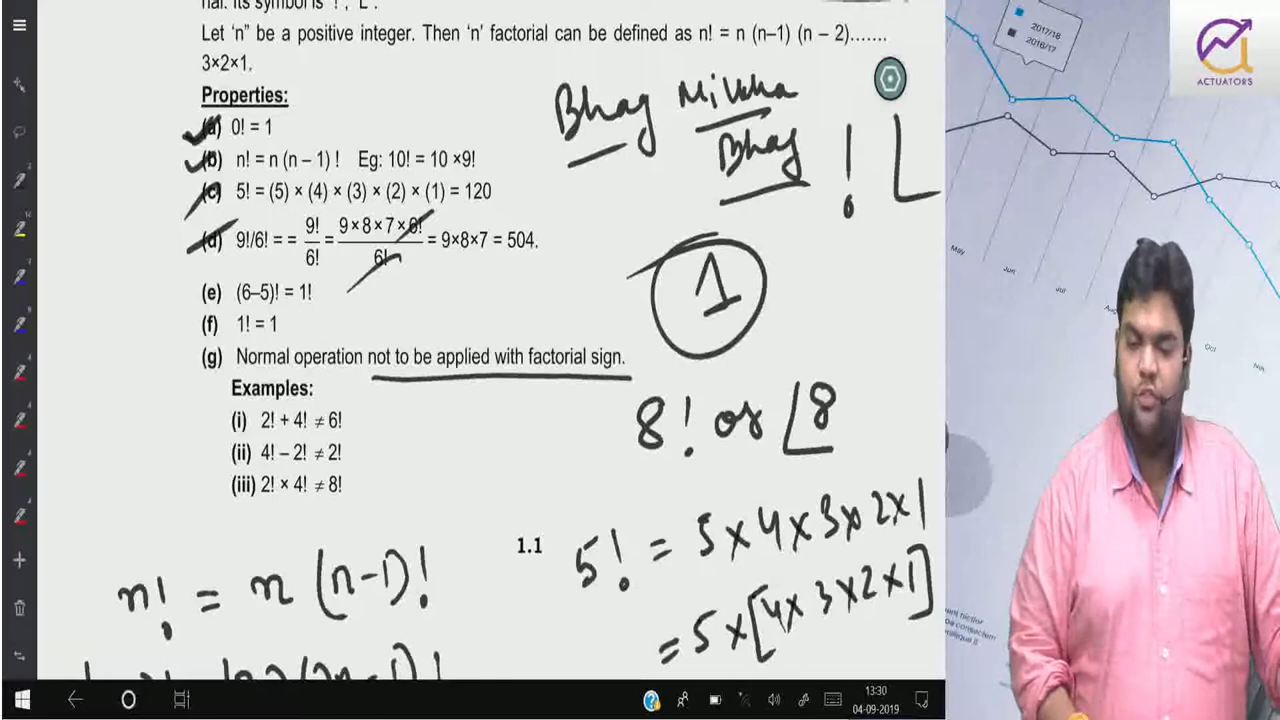 nal. Its symbol is '!', 'L'.
Let ‘n” be a positive integer. Then ‘n’ factorial can be defined as n! = n (n–1) (n – 2)…….
3×2×1.
Properties:
(a) 0! = 1
(b) n! = n (n – 1) ! Eg: 10! = 10 ×9!
(c) 5! = (5) × (4) × (3) × (2) × (1) = 120
(d) 9!/6! = = 9!/6! = 9×8×7×6!/6! = 9×8×7 = 504.
(e) (6–5)! = 1!
(f) 1! = 1
(g) Normal operation not to be applied with factorial sign.
Examples:
(i) 2! + 4! ≠ 6!
(ii) 4! – 2! ≠ 2!
(iii) 2! × 4! ≠ 8!
1.1
Bhag Milkha
Bhag ! L
1
8! or L8
5! = 5×4×3×2×1
= 5×[4×3×2×1]
n! = n (n-1)!
2017/18
2016/17
ACTUATORS
May
Jun
Jul
Oct
13:30
04-09-2019